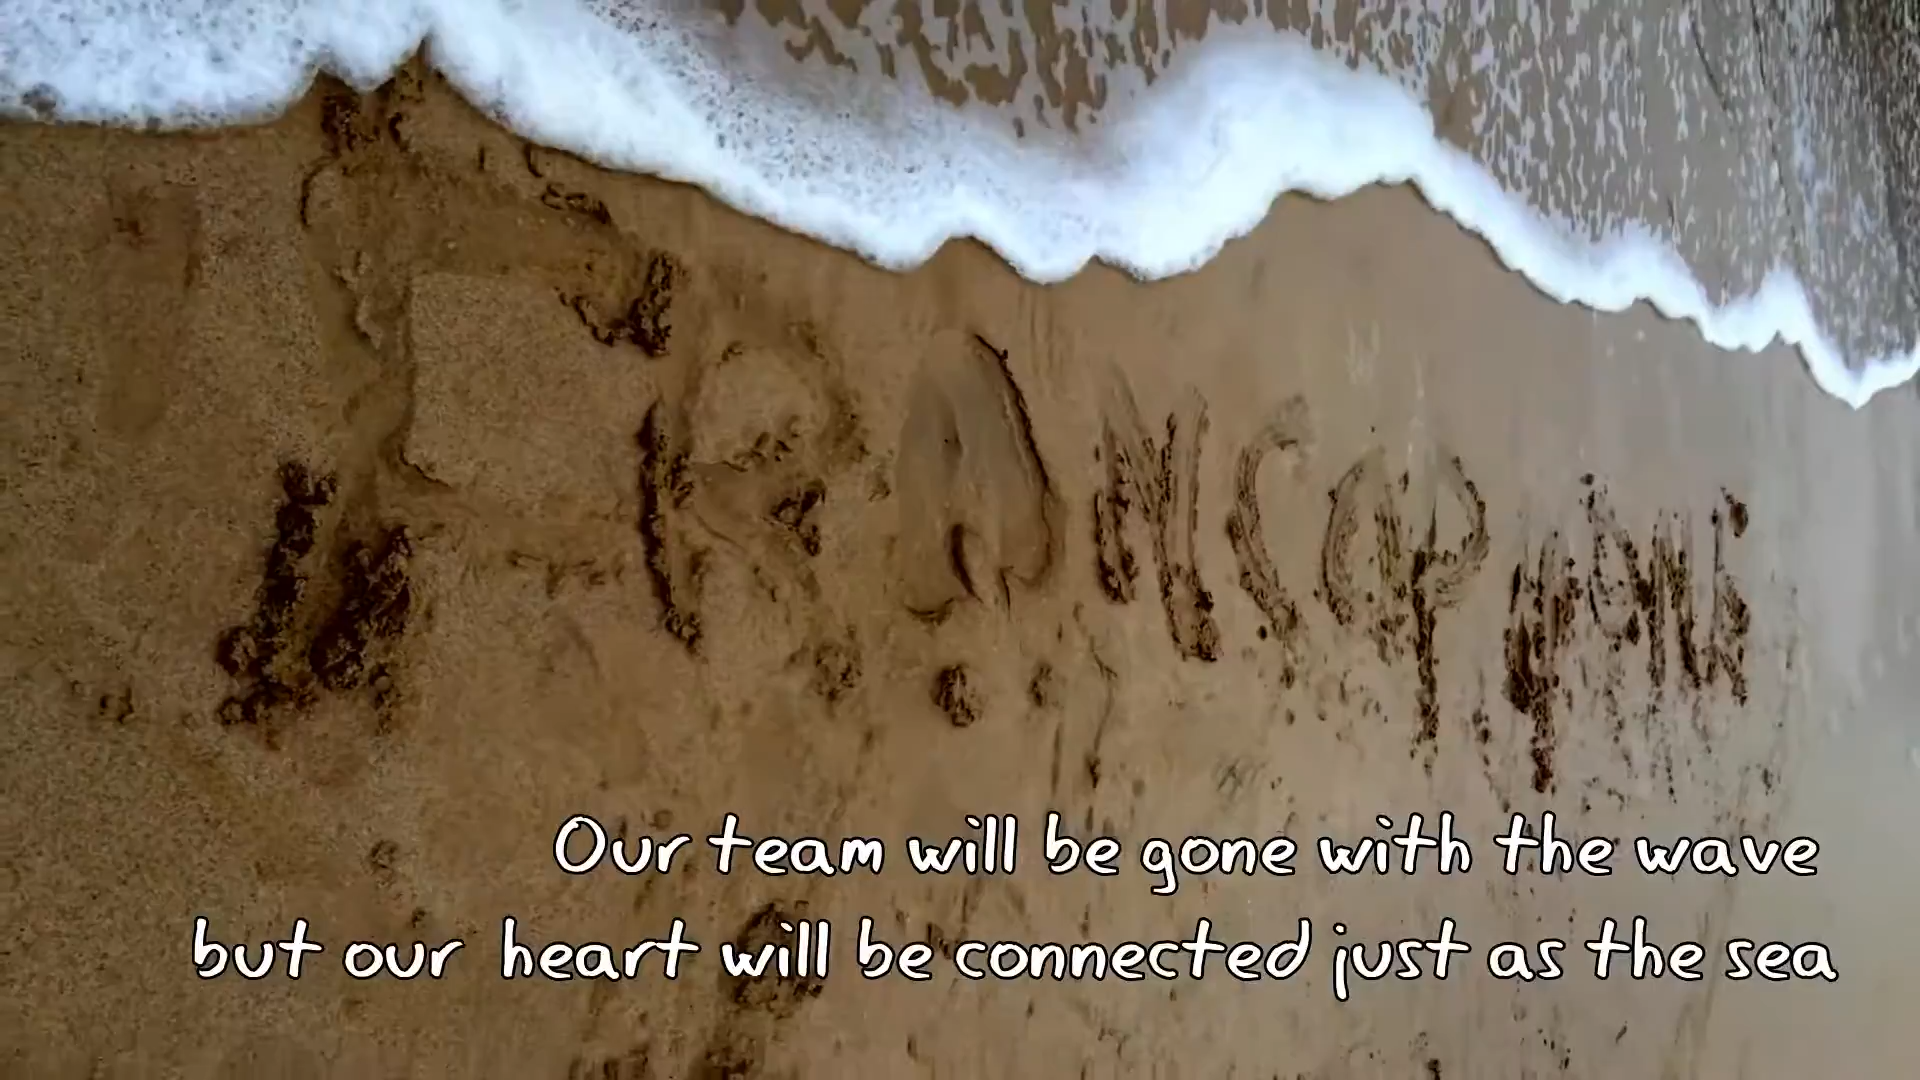 Our team will be gone with the wave
but our heart will be connected just as the sea